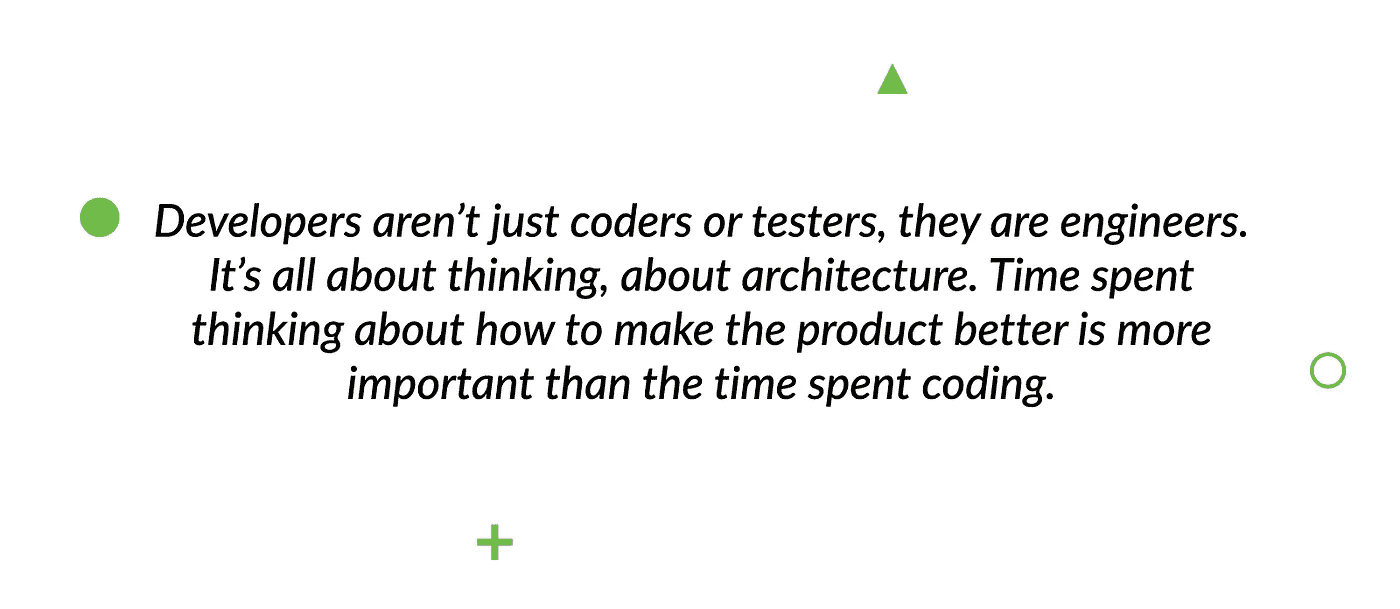 Developers aren’t just coders or testers, they are engineers.
It’s all about thinking, about architecture. Time spent
thinking about how to make the product better is more
important than the time spent coding.